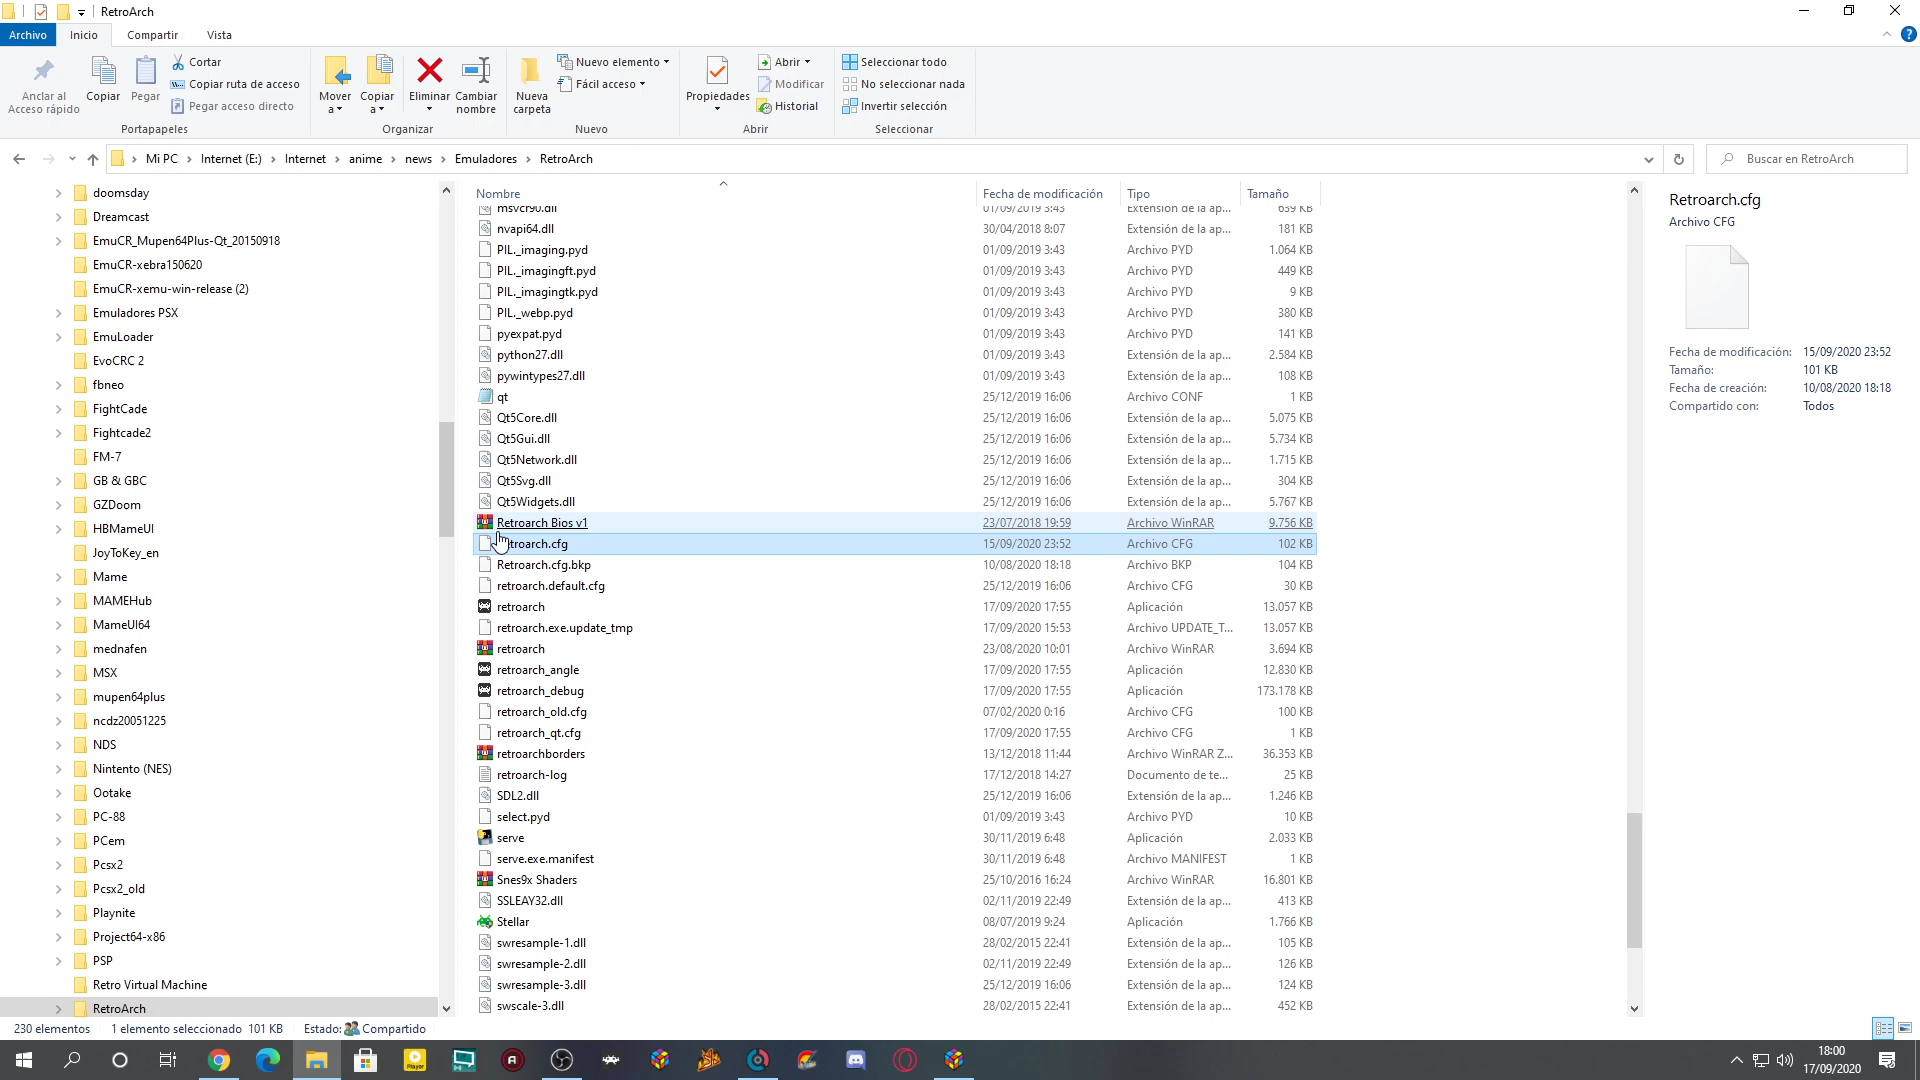 RetroArch
Archivo
Inicio
Compartir
Vista
Anclar al
Acceso rápido
Copiar
Pegar
Cortar
Copiar ruta de acceso
Pegar acceso directo
Portapapeles
Mover
a
Copiar
a
Eliminar
Cambiar
nombre
Organizar
Nueva
carpeta
Nuevo elemento
Fácil acceso
Nuevo
Propiedades
Abrir
Modificar
Historial
Abrir
Seleccionar todo
No seleccionar nada
Invertir selección
Seleccionar
Mi PC > Internet (E:) > Internet > anime > news > Emuladores > RetroArch
Buscar en RetroArch
doomsday
Dreamcast
EmuCR_Mupen64Plus-Qt_20150918
EmuCR-xebra150620
EmuCR-xemu-win-release (2)
Emuladores PSX
EmuLoader
EvoCRC 2
fbneo
FightCade
Fightcade2
FM-7
GB & GBC
GZDoom
HBMameUI
JoyToKey_en
Mame
MAMEHub
MameUI64
mednafen
MSX
mupen64plus
ncdz20051225
NDS
Nintento (NES)
Ootake
PC-88
PCem
Pcsx2
Pcsx2_old
Playnite
Project64-x86
PSP
Retro Virtual Machine
RetroArch
Nombre Fecha de modificación Tipo Tamaño
msvcr90.dll 01/09/2019 3:43 Extensión de la ap... 639 KB
nvapi64.dll 30/04/2018 8:07 Extensión de la ap... 181 KB
PIL._imaging.pyd 01/09/2019 3:43 Archivo PYD 1.064 KB
PIL._imagingft.pyd 01/09/2019 3:43 Archivo PYD 449 KB
PIL._imagingtk.pyd 01/09/2019 3:43 Archivo PYD 9 KB
PIL._webp.pyd 01/09/2019 3:43 Archivo PYD 380 KB
pyexpat.pyd 01/09/2019 3:43 Archivo PYD 141 KB
python27.dll 01/09/2019 3:43 Extensión de la ap... 2.584 KB
pywintypes27.dll 01/09/2019 3:43 Extensión de la ap... 108 KB
qt 25/12/2019 16:06 Archivo CONF 1 KB
Qt5Core.dll 25/12/2019 16:06 Extensión de la ap... 5.075 KB
Qt5Gui.dll 25/12/2019 16:06 Extensión de la ap... 5.734 KB
Qt5Network.dll 25/12/2019 16:06 Extensión de la ap... 1.715 KB
Qt5Svg.dll 25/12/2019 16:06 Extensión de la ap... 304 KB
Qt5Widgets.dll 25/12/2019 16:06 Extensión de la ap... 5.767 KB
Retroarch Bios v1 23/07/2018 19:59 Archivo WinRAR 9.756 KB
troarch.cfg 15/09/2020 23:52 Archivo CFG 102 KB
Retroarch.cfg.bkp 10/08/2020 18:18 Archivo BKP 104 KB
retroarch.default.cfg 25/12/2019 16:06 Archivo CFG 30 KB
retroarch 17/09/2020 17:55 Aplicación 13.057 KB
retroarch.exe.update_tmp 17/09/2020 15:53 Archivo UPDATE_T... 13.057 KB
retroarch 23/08/2020 10:01 Archivo WinRAR 3.694 KB
retroarch_angle 17/09/2020 17:55 Aplicación 12.830 KB
retroarch_debug 17/09/2020 17:55 Aplicación 173.178 KB
retroarch_old.cfg 07/02/2020 0:16 Archivo CFG 100 KB
retroarch_qt.cfg 17/09/2020 17:55 Archivo CFG 1 KB
retroarchborders 13/12/2018 11:44 Archivo WinRAR Z... 36.353 KB
retroarch-log 17/12/2018 14:27 Documento de te... 25 KB
SDL2.dll 25/12/2019 16:06 Extensión de la ap... 1.246 KB
select.pyd 01/09/2019 3:43 Archivo PYD 10 KB
serve 30/11/2019 6:48 Aplicación 2.033 KB
serve.exe.manifest 30/11/2019 6:48 Archivo MANIFEST 1 KB
Snes9x Shaders 25/10/2016 16:24 Archivo WinRAR 16.801 KB
SSLEAY32.dll 02/11/2019 22:49 Extensión de la ap... 413 KB
Stellar 08/07/2019 9:24 Aplicación 1.766 KB
swresample-1.dll 28/02/2015 22:41 Extensión de la ap... 105 KB
swresample-2.dll 02/11/2019 22:49 Extensión de la ap... 126 KB
swresample-3.dll 25/12/2019 16:06 Extensión de la ap... 124 KB
swscale-3.dll 28/02/2015 22:41 Extensión de la ap... 452 KB
Retroarch.cfg
Archivo CFG
Fecha de modificación: 15/09/2020 23:52
Tamaño: 101 KB
Fecha de creación: 10/08/2020 18:18
Compartido con: Todos
230 elementos 1 elemento seleccionado 101 KB Estado: Compartido
Player
18:00
17/09/2020